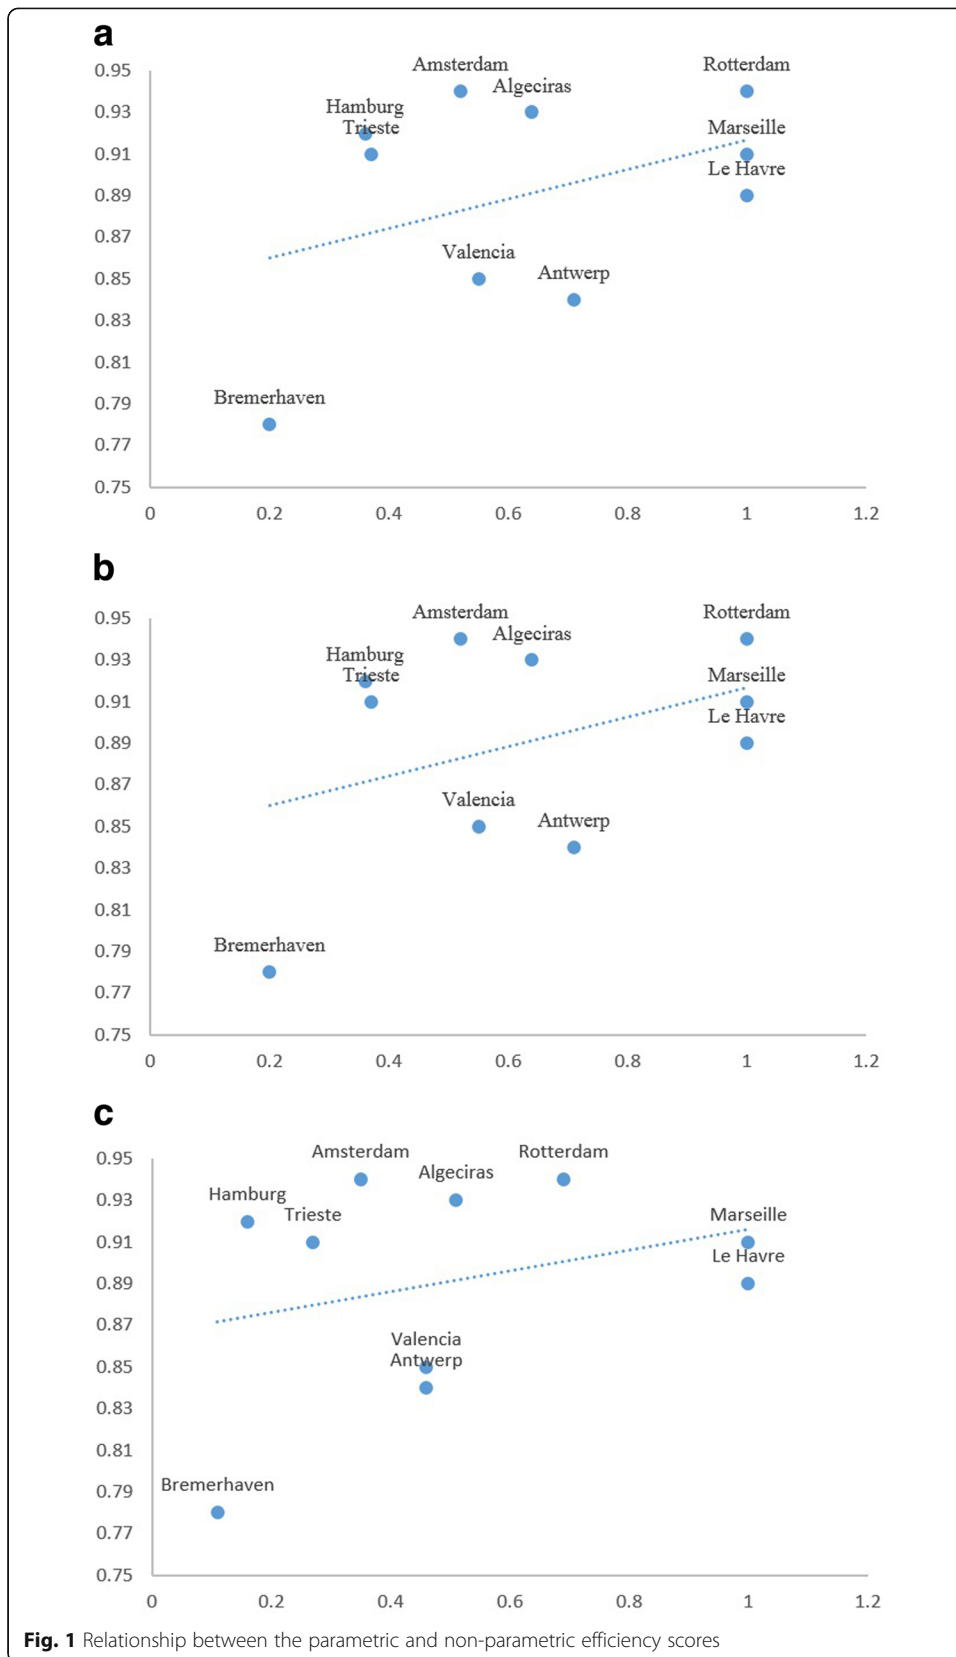 a
Amsterdam
Rotterdam
0.95
Algeciras
0.93
Hamburg
Trieste
Marseille
0.91
Le Havre
0.89
0.87
Valencia
0.85
Antwerp
0.83
0.81
Bremerhaven
0.79
0.77
0.75
0 0.2 0.4 0.6 0.8 1 1.2
b
Amsterdam
Rotterdam
0.95
Algeciras
0.93
Hamburg
Trieste
Marseille
0.91
Le Havre
0.89
0.87
Valencia
0.85
Antwerp
0.83
0.81
Bremerhaven
0.79
0.77
0.75
0 0.2 0.4 0.6 0.8 1 1.2
c
Amsterdam
Rotterdam
0.95
Algeciras
Hamburg
0.93
Trieste
Marseille
0.91
Le Havre
0.89
0.87
Valencia
Antwerp
0.85
0.83
0.81
Bremerhaven
0.79
0.77
0.75
0 0.2 0.4 0.6 0.8 1 1.2
Fig. 1 Relationship between the parametric and non-parametric efficiency scores